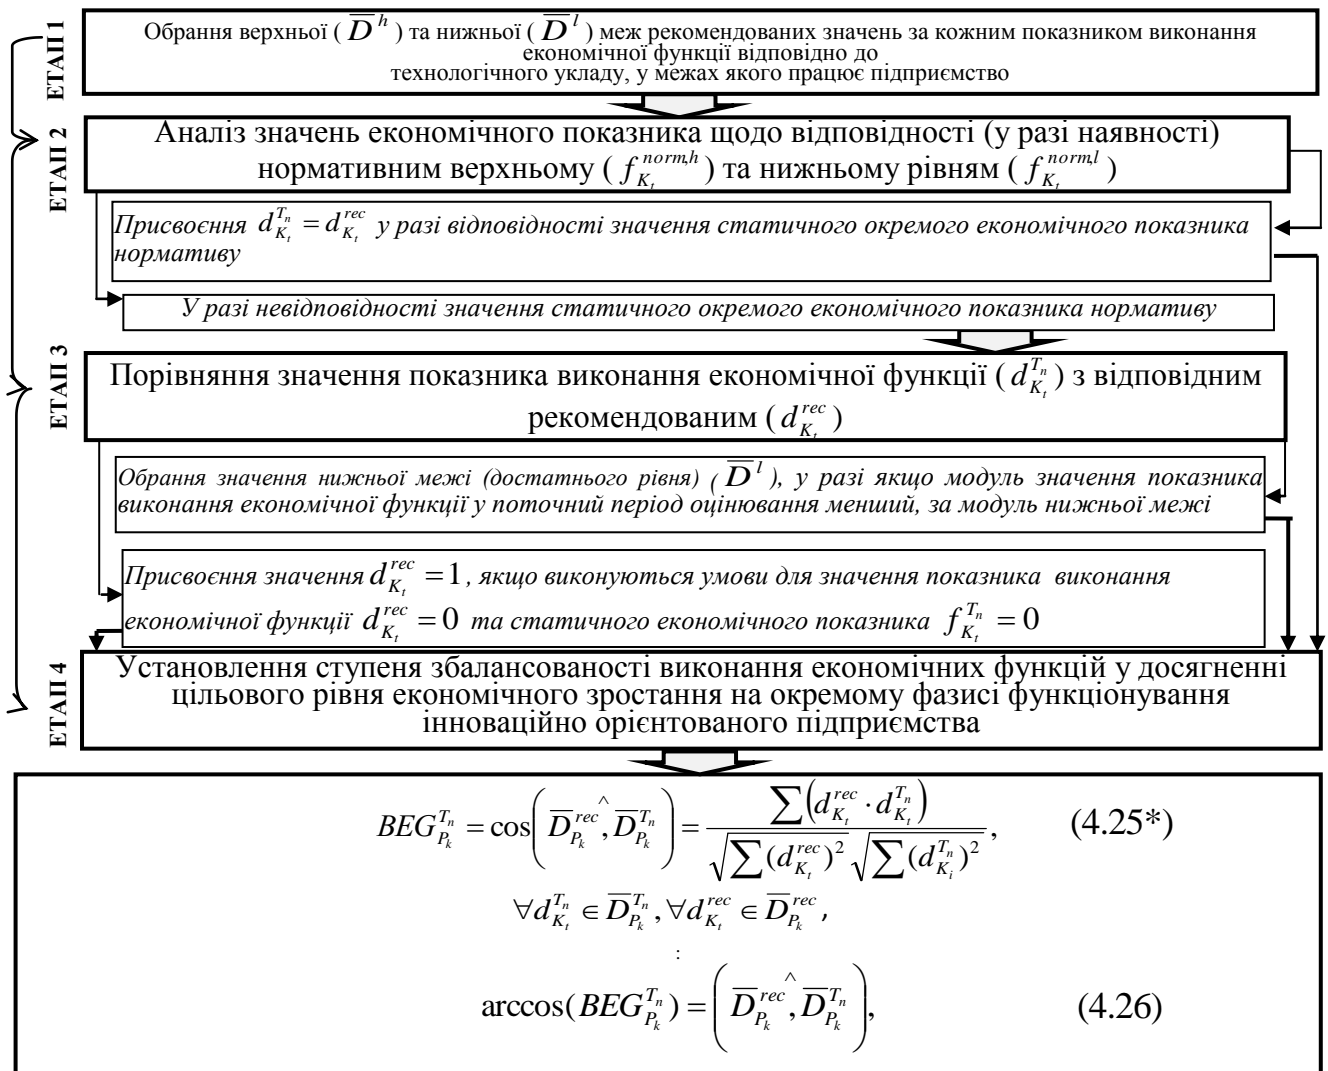 ЕТАП 1
Обрання верхньої ( D̅ ʰ ) та нижньої ( D̅ ˡ ) меж рекомендованих значень за кожним показником виконання
економічної функції відповідно до
технологічного укладу, у межах якого працює підприємство
ЕТАП 2
Аналіз значень економічного показника щодо відповідності (у разі наявності)
нормативним верхньому ( f_{K_t}^{norm,h} ) та нижньому рівням ( f_{K_t}^{norm,l} )
Присвоєння d_{K_t}^{T_n} = d_{K_t}^{rec} у разі відповідності значення статичного окремого економічного показника
нормативу
У разі невідповідності значення статичного окремого економічного показника нормативу
ЕТАП 3
Порівняння значення показника виконання економічної функції ( d_{K_t}^{T_n} ) з відповідним
рекомендованим ( d_{K_t}^{rec} )
Обрання значення нижньої межі (достатнього рівня) ( D̅ ˡ ), у разі якщо модуль значення показника
виконання економічної функції у поточний період оцінювання менший, за модуль нижньої межі
Присвоєння значення d_{K_t}^{rec} = 1 , якщо виконуються умови для значення показника виконання
економічної функції d_{K_t}^{rec} = 0 та статичного економічного показника f_{K_t}^{T_n} = 0
ЕТАП 4
Установлення ступеня збалансованості виконання економічних функцій у досягненні
цільового рівня економічного зростання на окремому фазисі функціонування
інноваційно орієнтованого підприємства
BEG_{P_k}^{T_n} = cos( D̅_{P_k}^{rec} ^, D̅_{P_k}^{T_n} ) = ∑(d_{K_t}^{rec} · d_{K_t}^{T_n}) / √∑(d_{K_t}^{rec})² √∑(d_{K_i}^{T_n})² , (4.25*)
∀d_{K_t}^{T_n} ∈ D̅_{P_k}^{T_n} , ∀d_{K_t}^{rec} ∈ D̅_{P_k}^{rec} ,
:
arccos(BEG_{P_k}^{T_n}) = ( D̅_{P_k}^{rec} ^, D̅_{P_k}^{T_n} ), (4.26)